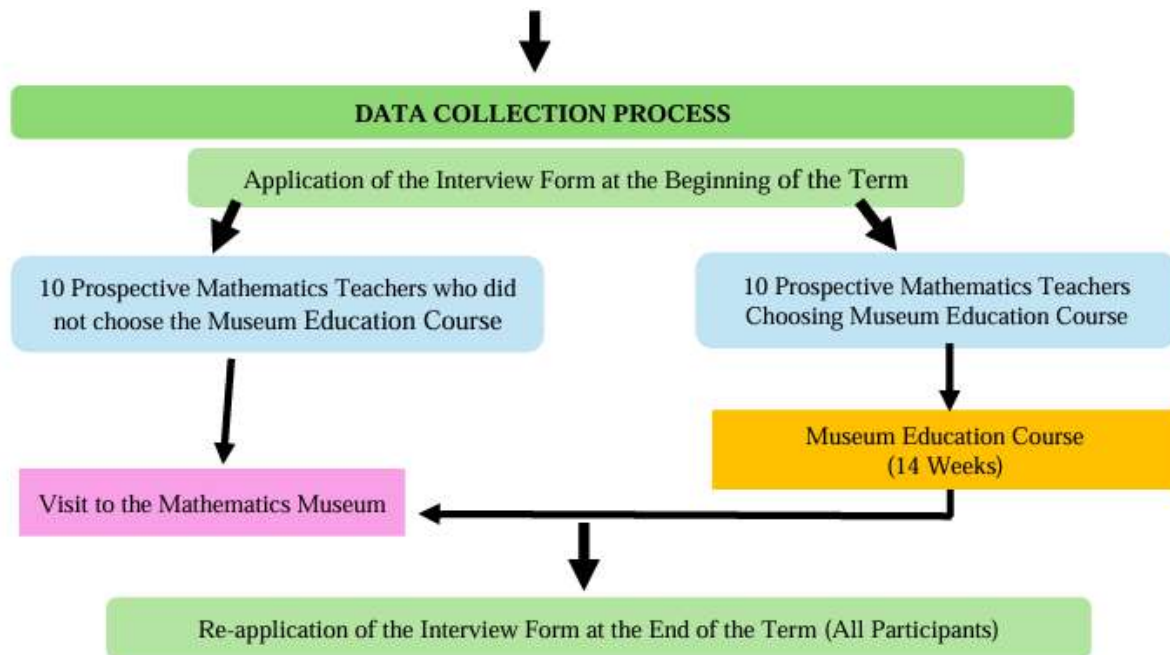 DATA COLLECTION PROCESS
Application of the Interview Form at the Beginning of the Term
10 Prospective Mathematics Teachers who did
not choose the Museum Education Course
10 Prospective Mathematics Teachers
Choosing Museum Education Course
Museum Education Course
(14 Weeks)
Visit to the Mathematics Museum
Re-application of the Interview Form at the End of the Term (All Participants)